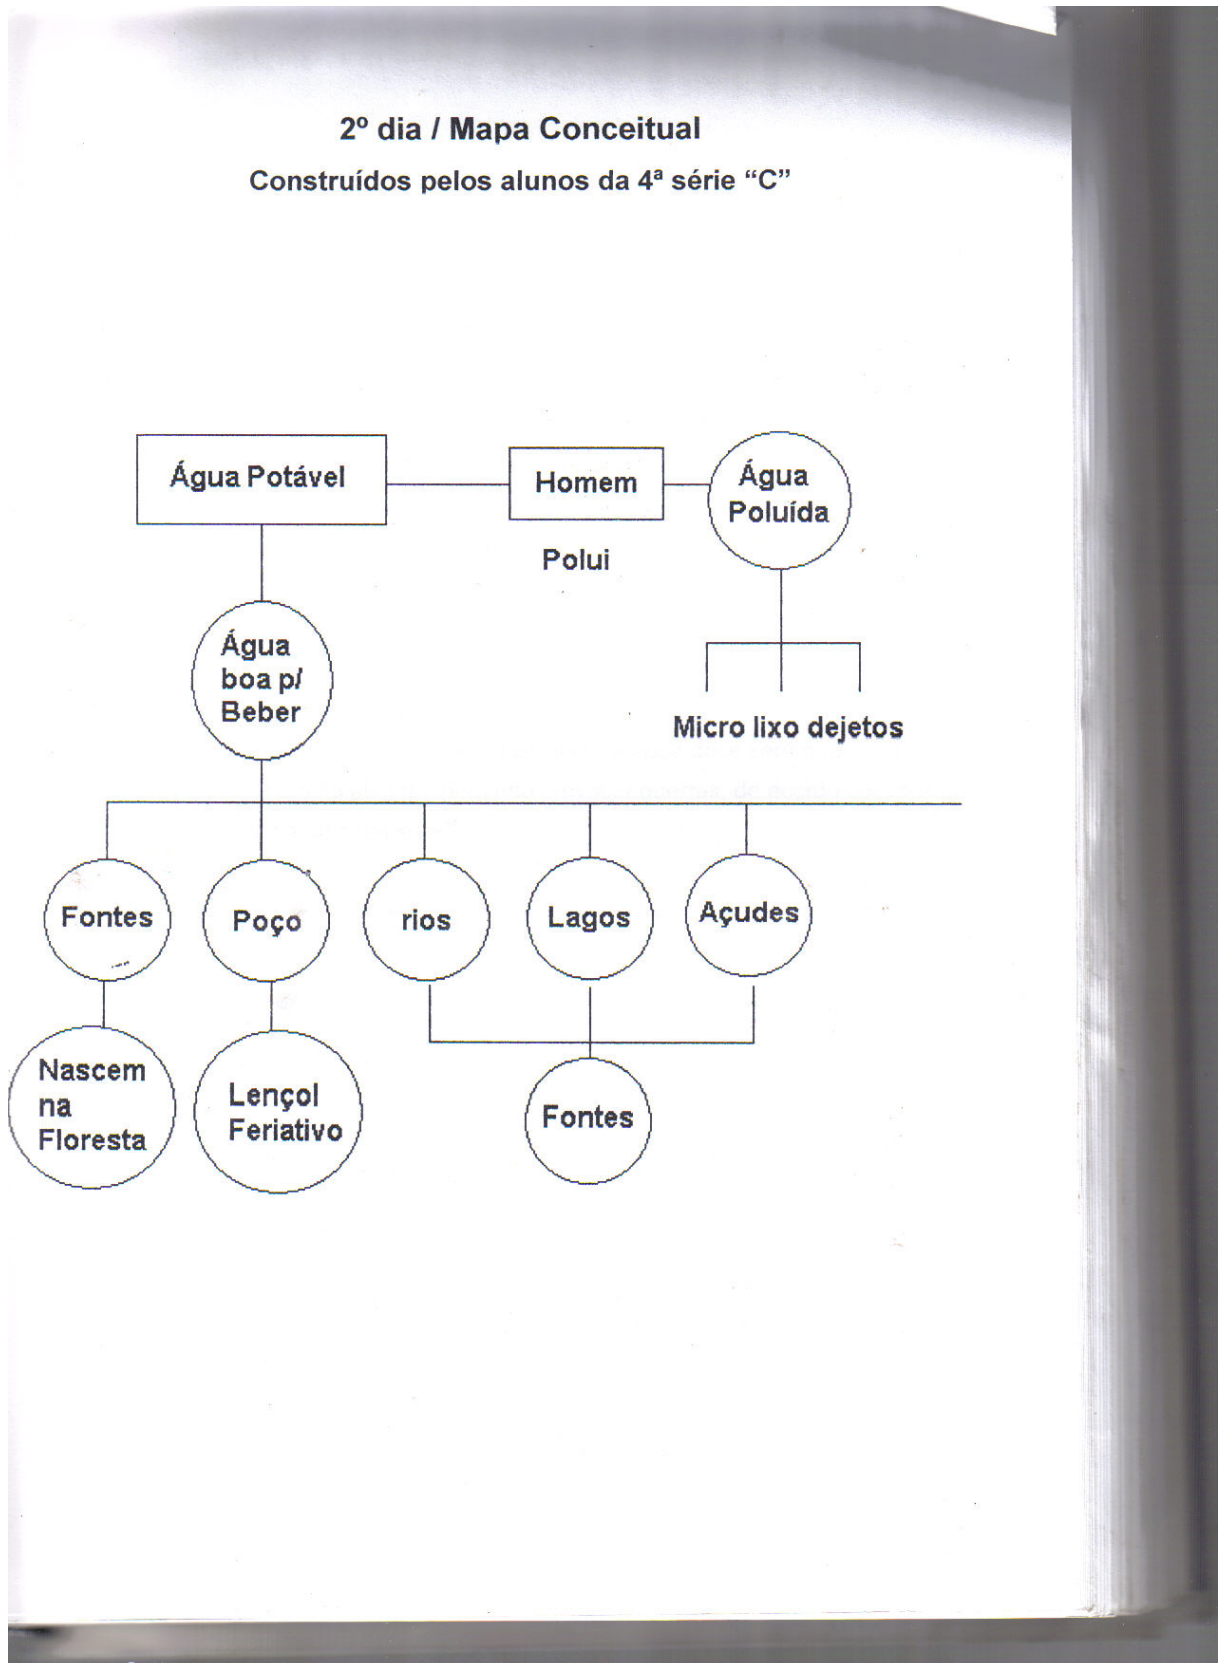 2º dia / Mapa Conceitual
Construídos pelos alunos da 4ª série “C”
Água Potável
Homem
Água
Poluída
Polui
Água
boa p/
Beber
Micro lixo dejetos
Fontes
Poço
rios
Lagos
Açudes
Nascem
na
Floresta
Lençol
Feriativo
Fontes